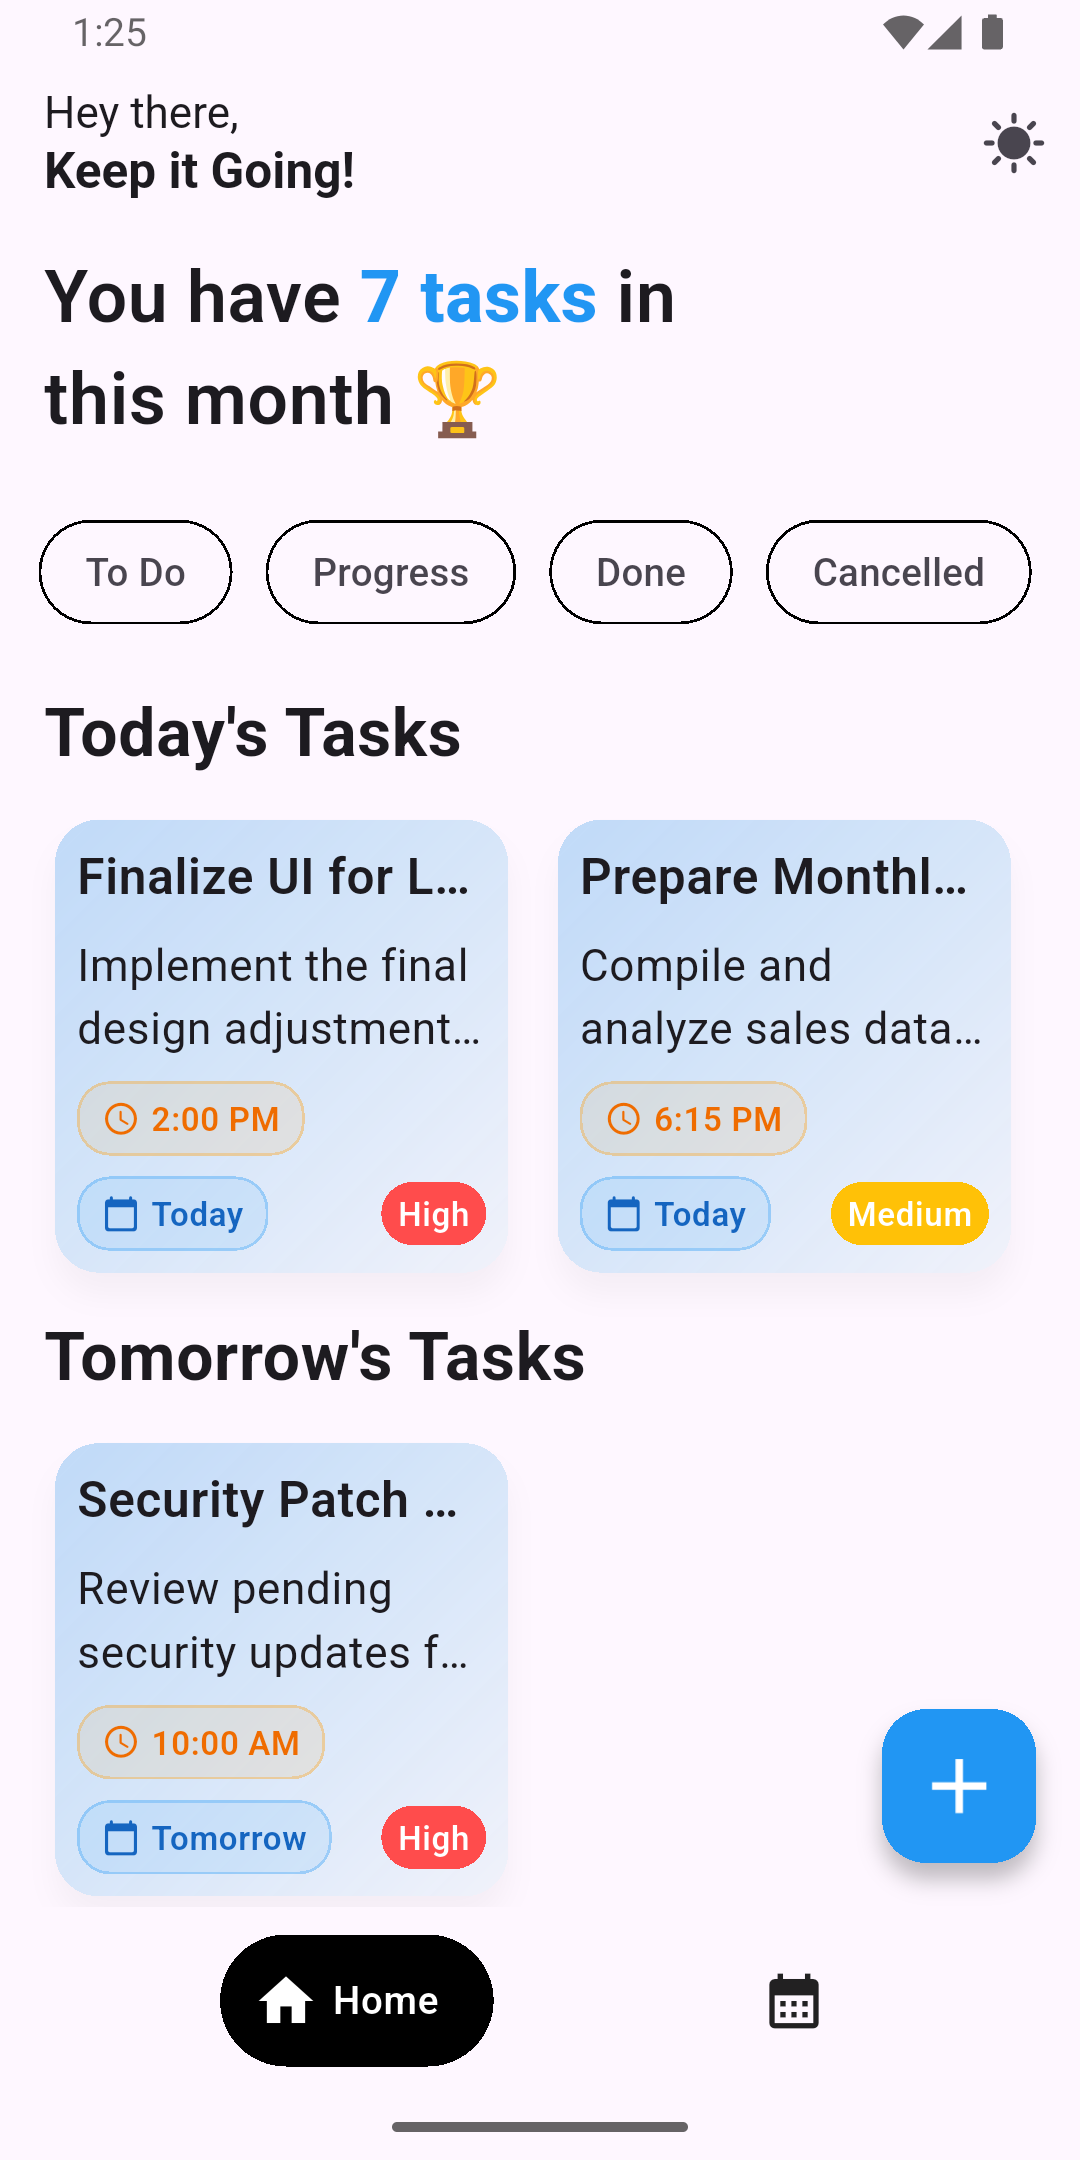 1:25
Hey there,
Keep it Going!
You have 7 tasks in
this month 🏆
To Do Progress Done Cancelled
Today's Tasks
Finalize UI for L…
Implement the final
design adjustment…
2:00 PM
Today High
Prepare Monthl…
Compile and
analyze sales data…
6:15 PM
Today Medium
Tomorrow's Tasks
Security Patch …
Review pending
security updates f…
10:00 AM
Tomorrow High
Home